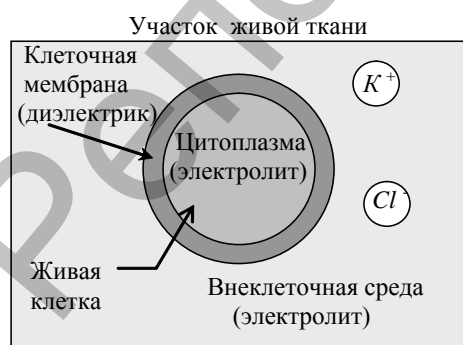 Участок живой ткани
Клеточная
мембрана
(диэлектрик)
K +
Цитоплазма
(электролит)
Cl -
Живая
клетка
Внеклеточная среда
(электролит)